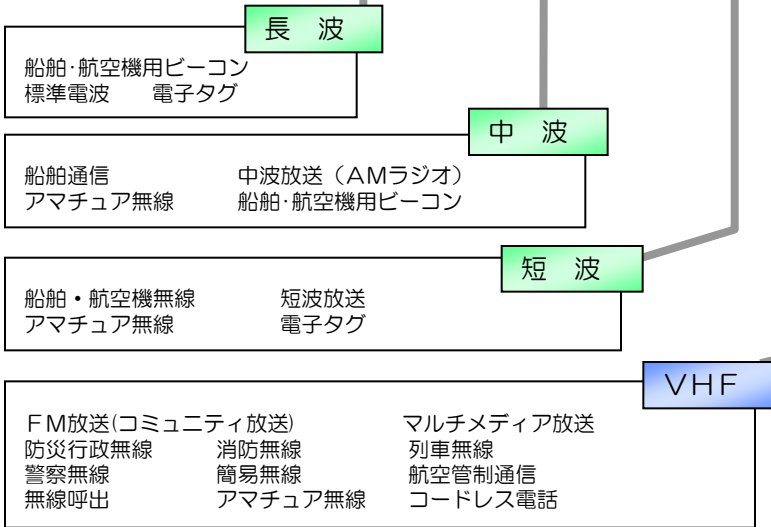 長 波
船舶･航空機用ビーコン
標準電波 電子タグ
中 波
船舶通信 中波放送（AMラジオ）
アマチュア無線 船舶･航空機用ビーコン
短 波
船舶・航空機無線 短波放送
アマチュア無線 電子タグ
VHF
ＦM放送(コミュニティ放送) マルチメディア放送
防災行政無線 消防無線 列車無線
警察無線 簡易無線 航空管制通信
無線呼出 アマチュア無線 コードレス電話